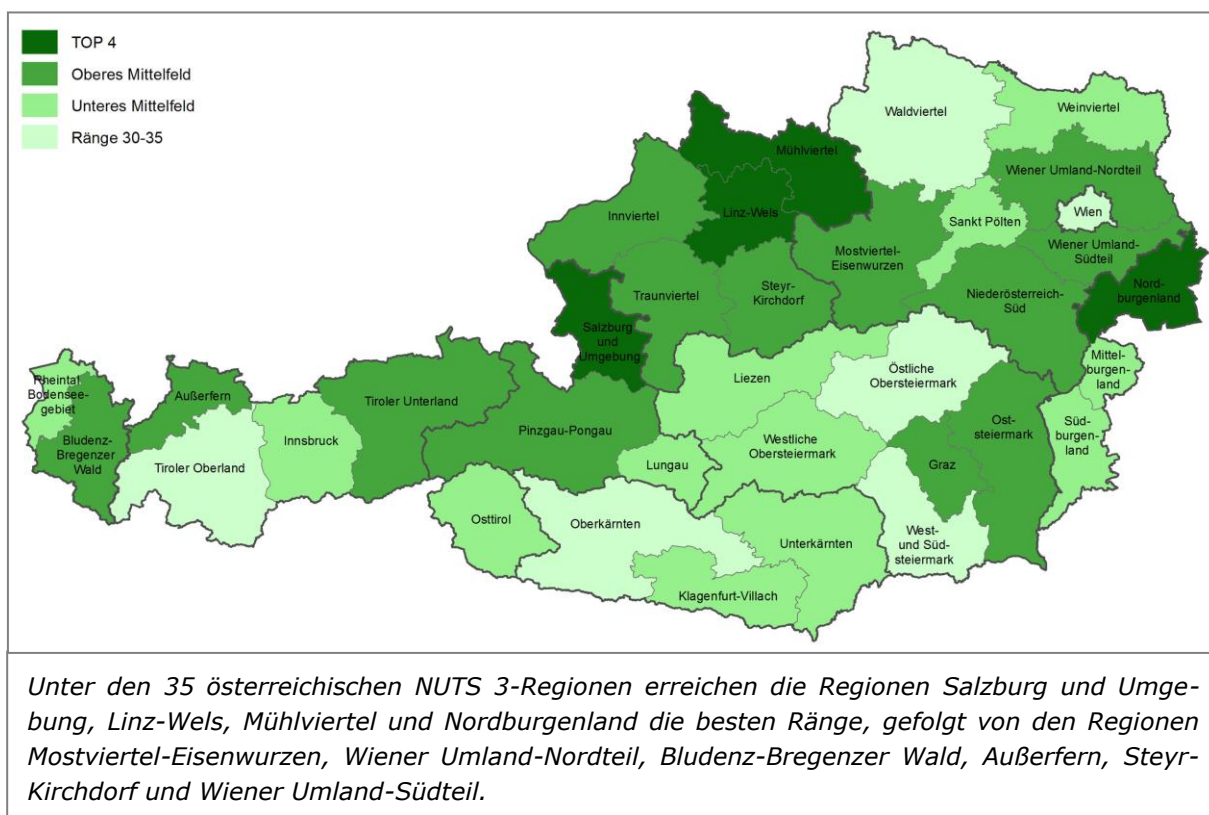 TOP 4
Oberes Mittelfeld
Unteres Mittelfeld
Ränge 30-35
Waldviertel
Weinviertel
Mühlviertel
Wiener Umland-Nordteil
Innviertel
Linz-Wels
Sankt Pölten
Wien
Mostviertel-
Eisenwurzen
Wiener Umland-
Südteil
Traunviertel
Steyr-
Kirchdorf
Niederösterreich-
Süd
Nord-
burgenland
Salzburg
und
Umgebung
Mittel-
burgen-
land
Östliche
Obersteiermark
Liezen
Rheintal
Bodensee-
gebiet
Außerfern
Tiroler Unterland
Bludenz-
Bregenzer
Wald
Innsbruck
Pinzgau-Pongau
Westliche
Obersteiermark
Ost-
steiermark
Süd-
burgen-
land
Tiroler Oberland
Lungau
Graz
Osttirol
Oberkärnten
Unterkärnten
West-
und Süd-
steiermark
Klagenfurt-Villach
Unter den 35 österreichischen NUTS 3-Regionen erreichen die Regionen Salzburg und Umge-
bung, Linz-Wels, Mühlviertel und Nordburgenland die besten Ränge, gefolgt von den Regionen
Mostviertel-Eisenwurzen, Wiener Umland-Nordteil, Bludenz-Bregenzer Wald, Außerfern, Steyr-
Kirchdorf und Wiener Umland-Südteil.